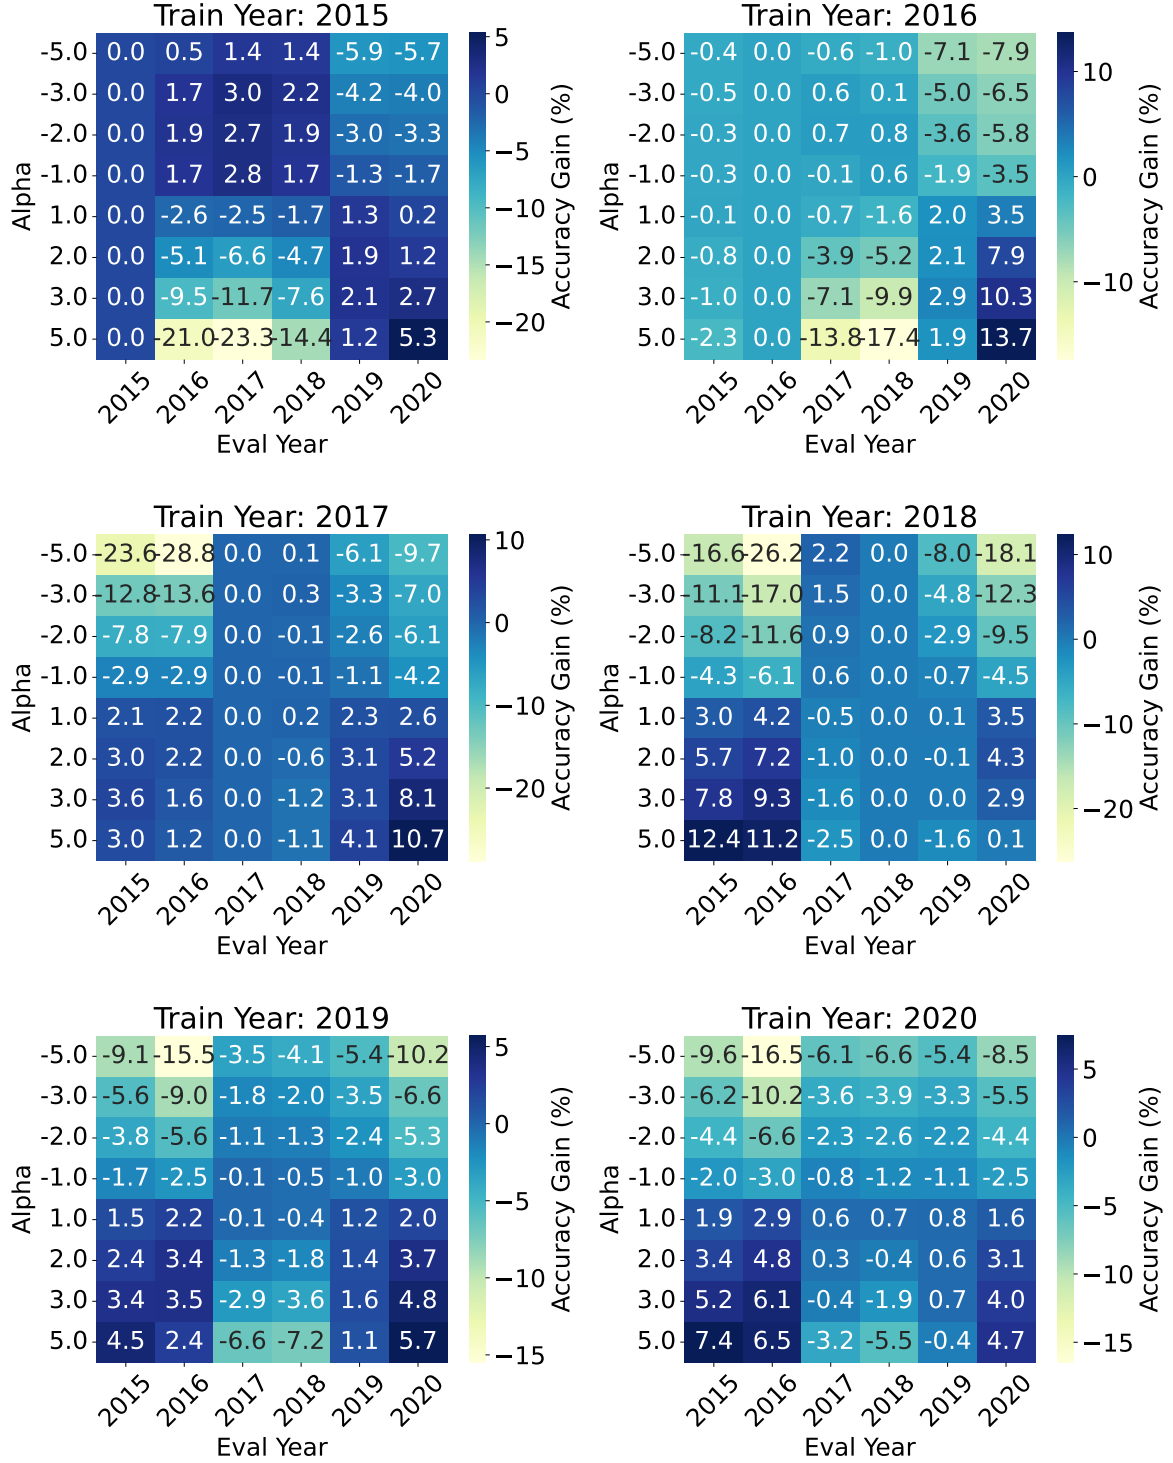 Train Year: 2015
-5.0 0.0 0.5 1.4 1.4 -5.9 -5.7
-3.0 0.0 1.7 3.0 2.2 -4.2 -4.0
-2.0 0.0 1.9 2.7 1.9 -3.0 -3.3
-1.0 0.0 1.7 2.8 1.7 -1.3 -1.7
1.0 0.0 -2.6 -2.5 -1.7 1.3 0.2
2.0 0.0 -5.1 -6.6 -4.7 1.9 1.2
3.0 0.0 -9.5 -11.7 -7.6 2.1 2.7
5.0 0.0 -21.0 -23.3 -14.4 1.2 5.3
Alpha
2015 2016 2017 2018 2019 2020
Eval Year
5
0
−5
−10
−15
−20
Accuracy Gain (%)
Train Year: 2016
-5.0 -0.4 0.0 -0.6 -1.0 -7.1 -7.9
-3.0 -0.5 0.0 0.6 0.1 -5.0 -6.5
-2.0 -0.3 0.0 0.7 0.8 -3.6 -5.8
-1.0 -0.3 0.0 -0.1 0.6 -1.9 -3.5
1.0 -0.1 0.0 -0.7 -1.6 2.0 3.5
2.0 -0.8 0.0 -3.9 -5.2 2.1 7.9
3.0 -1.0 0.0 -7.1 -9.9 2.9 10.3
5.0 -2.3 0.0 -13.8 -17.4 1.9 13.7
Alpha
2015 2016 2017 2018 2019 2020
Eval Year
10
0
−10
Accuracy Gain (%)
Train Year: 2017
-5.0 -23.6 -28.8 0.0 0.1 -6.1 -9.7
-3.0 -12.8 -13.6 0.0 0.3 -3.3 -7.0
-2.0 -7.8 -7.9 0.0 -0.1 -2.6 -6.1
-1.0 -2.9 -2.9 0.0 -0.1 -1.1 -4.2
1.0 2.1 2.2 0.0 0.2 2.3 2.6
2.0 3.0 2.2 0.0 -0.6 3.1 5.2
3.0 3.6 1.6 0.0 -1.2 3.1 8.1
5.0 3.0 1.2 0.0 -1.1 4.1 10.7
Alpha
2015 2016 2017 2018 2019 2020
Eval Year
10
0
−10
−20
Accuracy Gain (%)
Train Year: 2018
-5.0 -16.6 -26.2 2.2 0.0 -8.0 -18.1
-3.0 -11.1 -17.0 1.5 0.0 -4.8 -12.3
-2.0 -8.2 -11.6 0.9 0.0 -2.9 -9.5
-1.0 -4.3 -6.1 0.6 0.0 -0.7 -4.5
1.0 3.0 4.2 -0.5 0.0 0.1 3.5
2.0 5.7 7.2 -1.0 0.0 -0.1 4.3
3.0 7.8 9.3 -1.6 0.0 0.0 2.9
5.0 12.4 11.2 -2.5 0.0 -1.6 0.1
Alpha
2015 2016 2017 2018 2019 2020
Eval Year
10
0
−10
−20
Accuracy Gain (%)
Train Year: 2019
-5.0 -9.1 -15.5 -3.5 -4.1 -5.4 -10.2
-3.0 -5.6 -9.0 -1.8 -2.0 -3.5 -6.6
-2.0 -3.8 -5.6 -1.1 -1.3 -2.4 -5.3
-1.0 -1.7 -2.5 -0.1 -0.5 -1.0 -3.0
1.0 1.5 2.2 -0.1 -0.4 1.2 2.0
2.0 2.4 3.4 -1.3 -1.8 1.4 3.7
3.0 3.4 3.5 -2.9 -3.6 1.6 4.8
5.0 4.5 2.4 -6.6 -7.2 1.1 5.7
Alpha
2015 2016 2017 2018 2019 2020
Eval Year
5
0
−5
−10
−15
Accuracy Gain (%)
Train Year: 2020
-5.0 -9.6 -16.5 -6.1 -6.6 -5.4 -8.5
-3.0 -6.2 -10.2 -3.6 -3.9 -3.3 -5.5
-2.0 -4.4 -6.6 -2.3 -2.6 -2.2 -4.4
-1.0 -2.0 -3.0 -0.8 -1.2 -1.1 -2.5
1.0 1.9 2.9 0.6 0.7 0.8 1.6
2.0 3.4 4.8 0.3 -0.4 0.6 3.1
3.0 5.2 6.1 -0.4 -1.9 0.7 4.0
5.0 7.4 6.5 -3.2 -5.5 -0.4 4.7
Alpha
2015 2016 2017 2018 2019 2020
Eval Year
5
0
−5
−10
−15
Accuracy Gain (%)